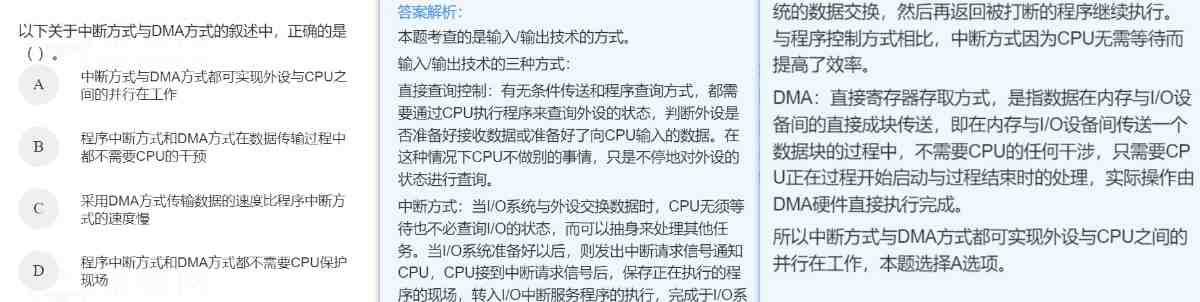 以下关于中断方式与DMA方式的叙述中，正确的是
（ ）。
A
中断方式与DMA方式都可实现外设与CPU之
间的并行在工作
B
程序中断方式和DMA方式在数据传输过程中
都不需要CPU的干预
C
采用DMA方式传输数据的速度比程序中断方
式的速度慢
D
程序中断方式和DMA方式都不需要CPU保护
现场
答案解析：
本题考查的是输入/输出技术的方式。
输入/输出技术的三种方式：
直接查询控制：有无条件传送和程序查询方式，都需
要通过CPU执行程序来查询外设的状态，判断外设是
否准备好接收数据或准备好了向CPU输入的数据。在
这种情况下CPU不做别的事情，只是不停地对外设的
状态进行查询。
中断方式：当I/O系统与外设交换数据时，CPU无须等
待也不必查询I/O的状态，而可以抽身来处理其他任
务。当I/O系统准备好以后，则发出中断请求信号通知
CPU，CPU接到中断请求信号后，保存正在执行的程
序的现场，转入I/O中断服务程序的执行，完成于I/O系
统的数据交换，然后再返回被打断的程序继续执行。
与程序控制方式相比，中断方式因为CPU无需等待而
提高了效率。
DMA：直接寄存器存取方式，是指数据在内存与I/O设
备间的直接成块传送，即在内存与I/O设备间传送一个
数据块的过程中，不需要CPU的任何干涉，只需要CP
U正在过程开始启动与过程结束时的处理，实际操作由
DMA硬件直接执行完成。
所以中断方式与DMA方式都可实现外设与CPU之间的
并行在工作，本题选择A选项。